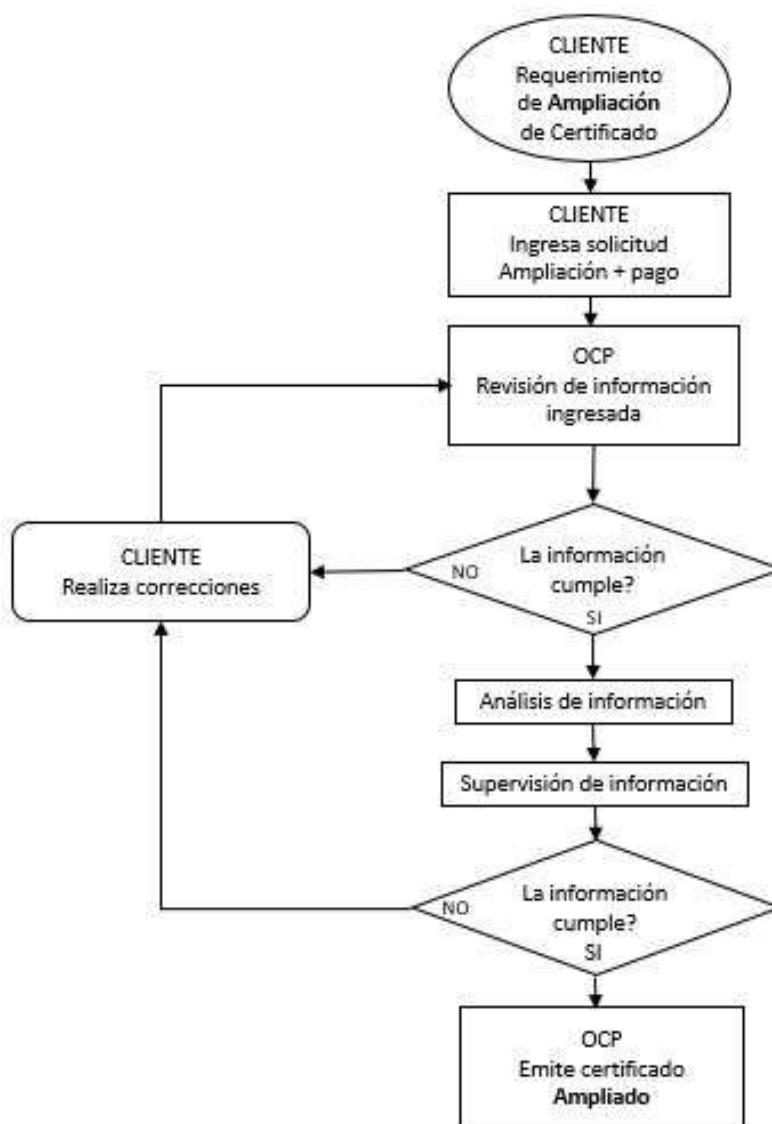 CLIENTE
Requerimiento
de Ampliación
de Certificado
CLIENTE
Ingresa solicitud
Ampliación + pago
OCP
Revisión de información
ingresada
La información
cumple?
NO
SI
CLIENTE
Realiza correcciones
Análisis de información
Supervisión de información
La información
cumple?
NO
SI
OCP
Emite certificado
Ampliado